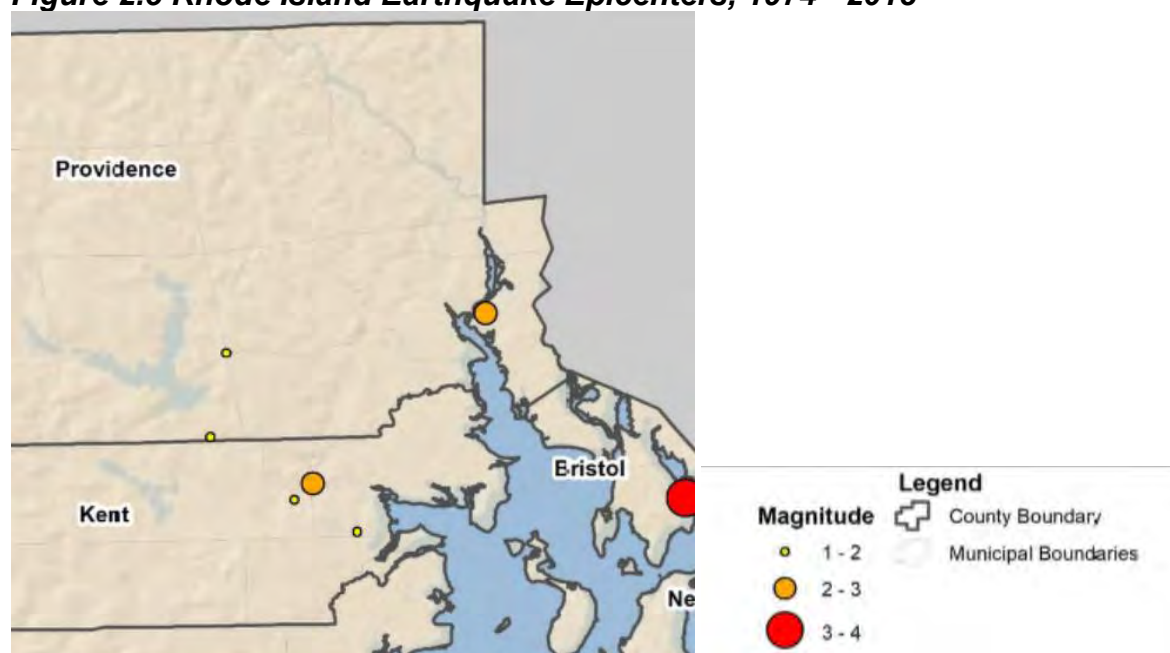 Providence
Bristol
Kent
Ne
Legend
Magnitude
County Boundary
1 - 2
Municipal Boundaries
2 - 3
3 - 4